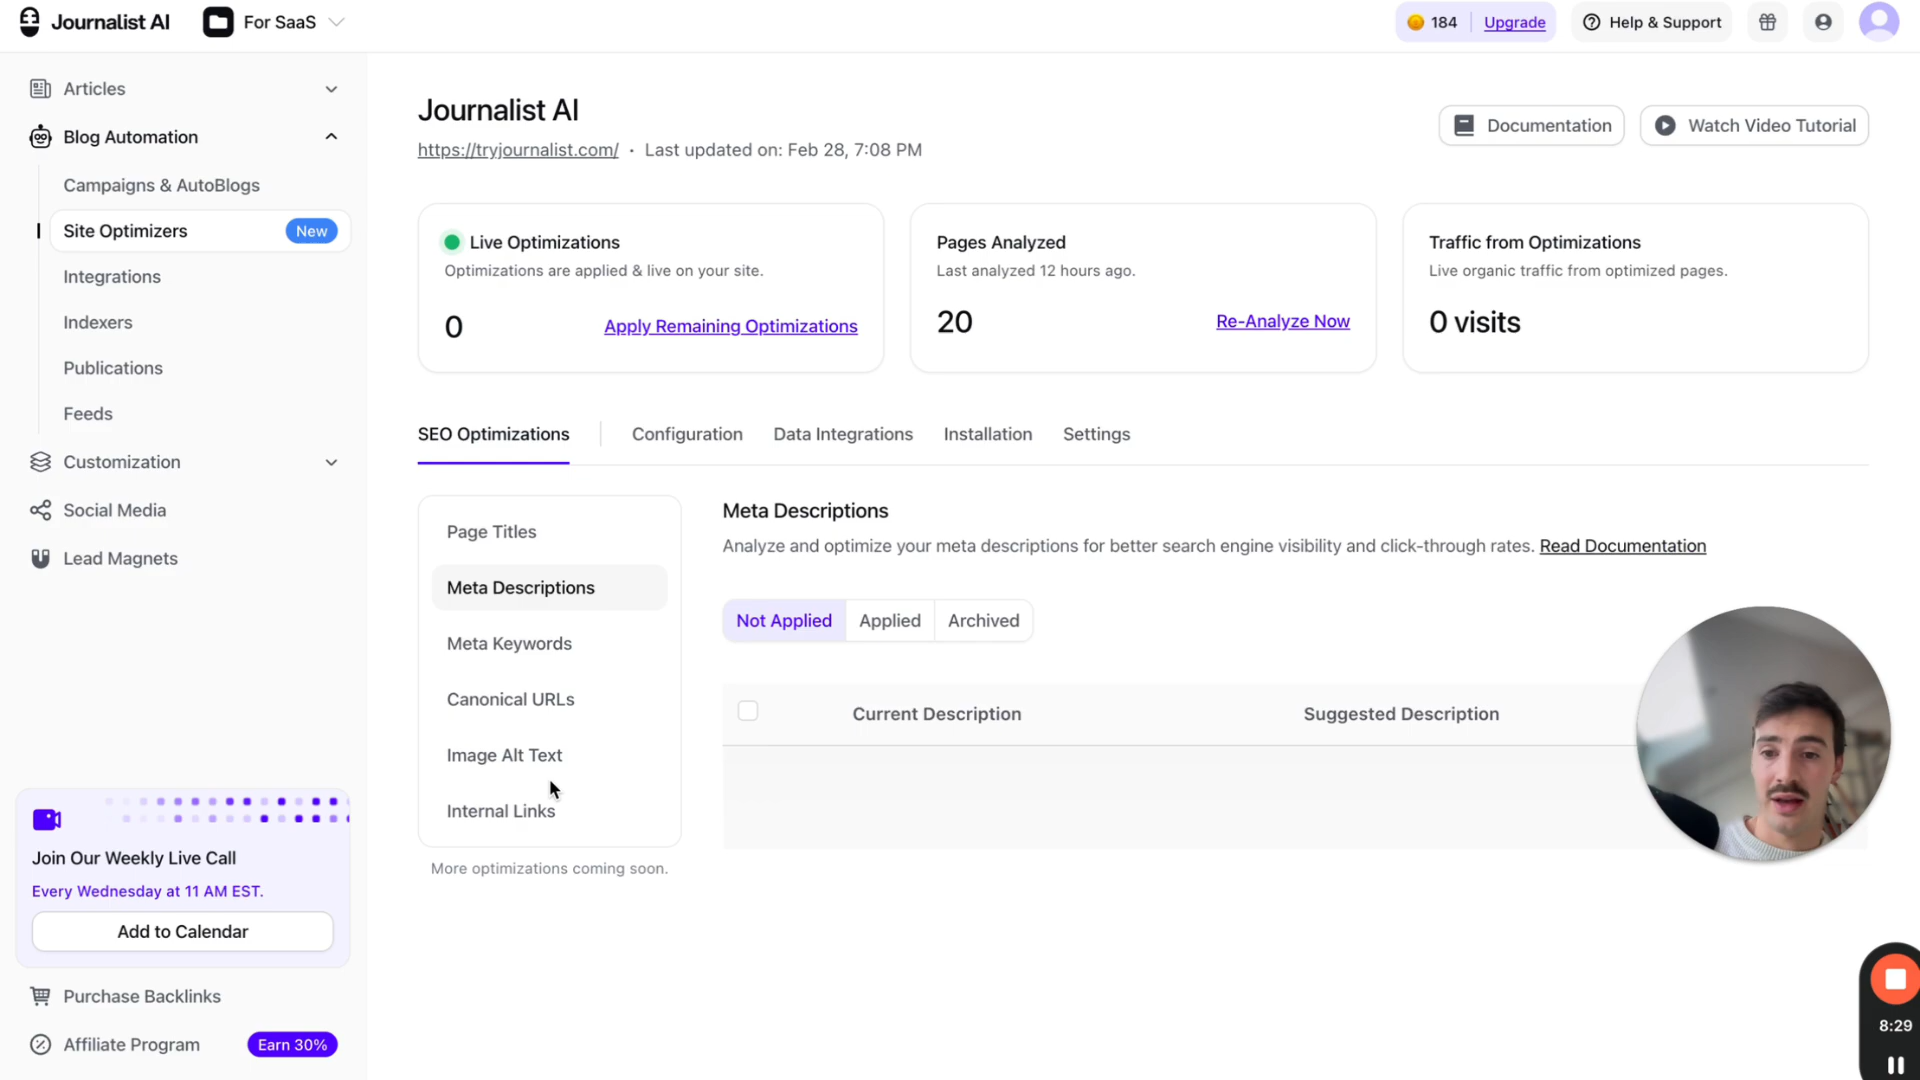 Journalist AI
For SaaS
184
Upgrade
Help & Support
Articles
Blog Automation
Campaigns & AutoBlogs
Site Optimizers
New
Integrations
Indexers
Publications
Feeds
Customization
Social Media
Lead Magnets
Join Our Weekly Live Call
Every Wednesday at 11 AM EST.
Add to Calendar
Purchase Backlinks
Affiliate Program
Earn 30%
Journalist AI
https://tryjournalist.com/ • Last updated on: Feb 28, 7:08 PM
Documentation
Watch Video Tutorial
Live Optimizations
Optimizations are applied & live on your site.
0
Apply Remaining Optimizations
Pages Analyzed
Last analyzed 12 hours ago.
20
Re-Analyze Now
Traffic from Optimizations
Live organic traffic from optimized pages.
0 visits
SEO Optimizations
Configuration
Data Integrations
Installation
Settings
Page Titles
Meta Descriptions
Meta Keywords
Canonical URLs
Image Alt Text
Internal Links
More optimizations coming soon.
Meta Descriptions
Analyze and optimize your meta descriptions for better search engine visibility and click-through rates. Read Documentation
Not Applied
Applied
Archived
Current Description
Suggested Description
8:29